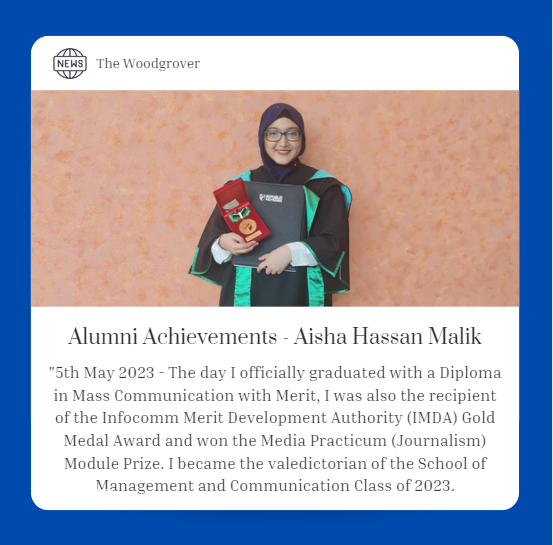 NEWS
The Woodgrover
REPUBLIC
Alumni Achievements - Aisha Hassan Malik
"5th May 2023 - The day I officially graduated with a Diploma
in Mass Communication with Merit, I was also the recipient
of the Infocomm Merit Development Authority (IMDA) Gold
Medal Award and won the Media Practicum (Journalism)
Module Prize. I became the valedictorian of the School of
Management and Communication Class of 2023.